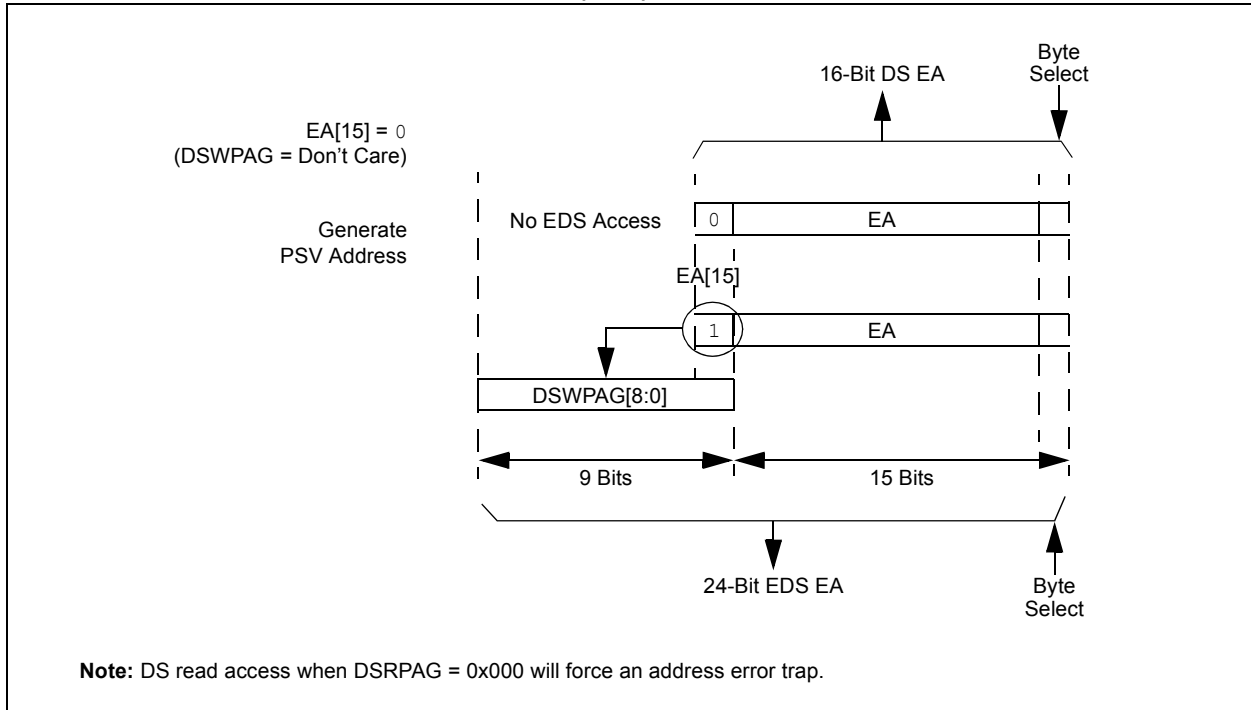 16-Bit DS EA
Byte
Select
EA[15] = 0
(DSWPAG = Don't Care)
Generate
PSV Address
No EDS Access
0
EA
EA[15]
1
EA
DSWPAG[8:0]
9 Bits
15 Bits
24-Bit EDS EA
Byte
Select
Note: DS read access when DSRPAG = 0x000 will force an address error trap.